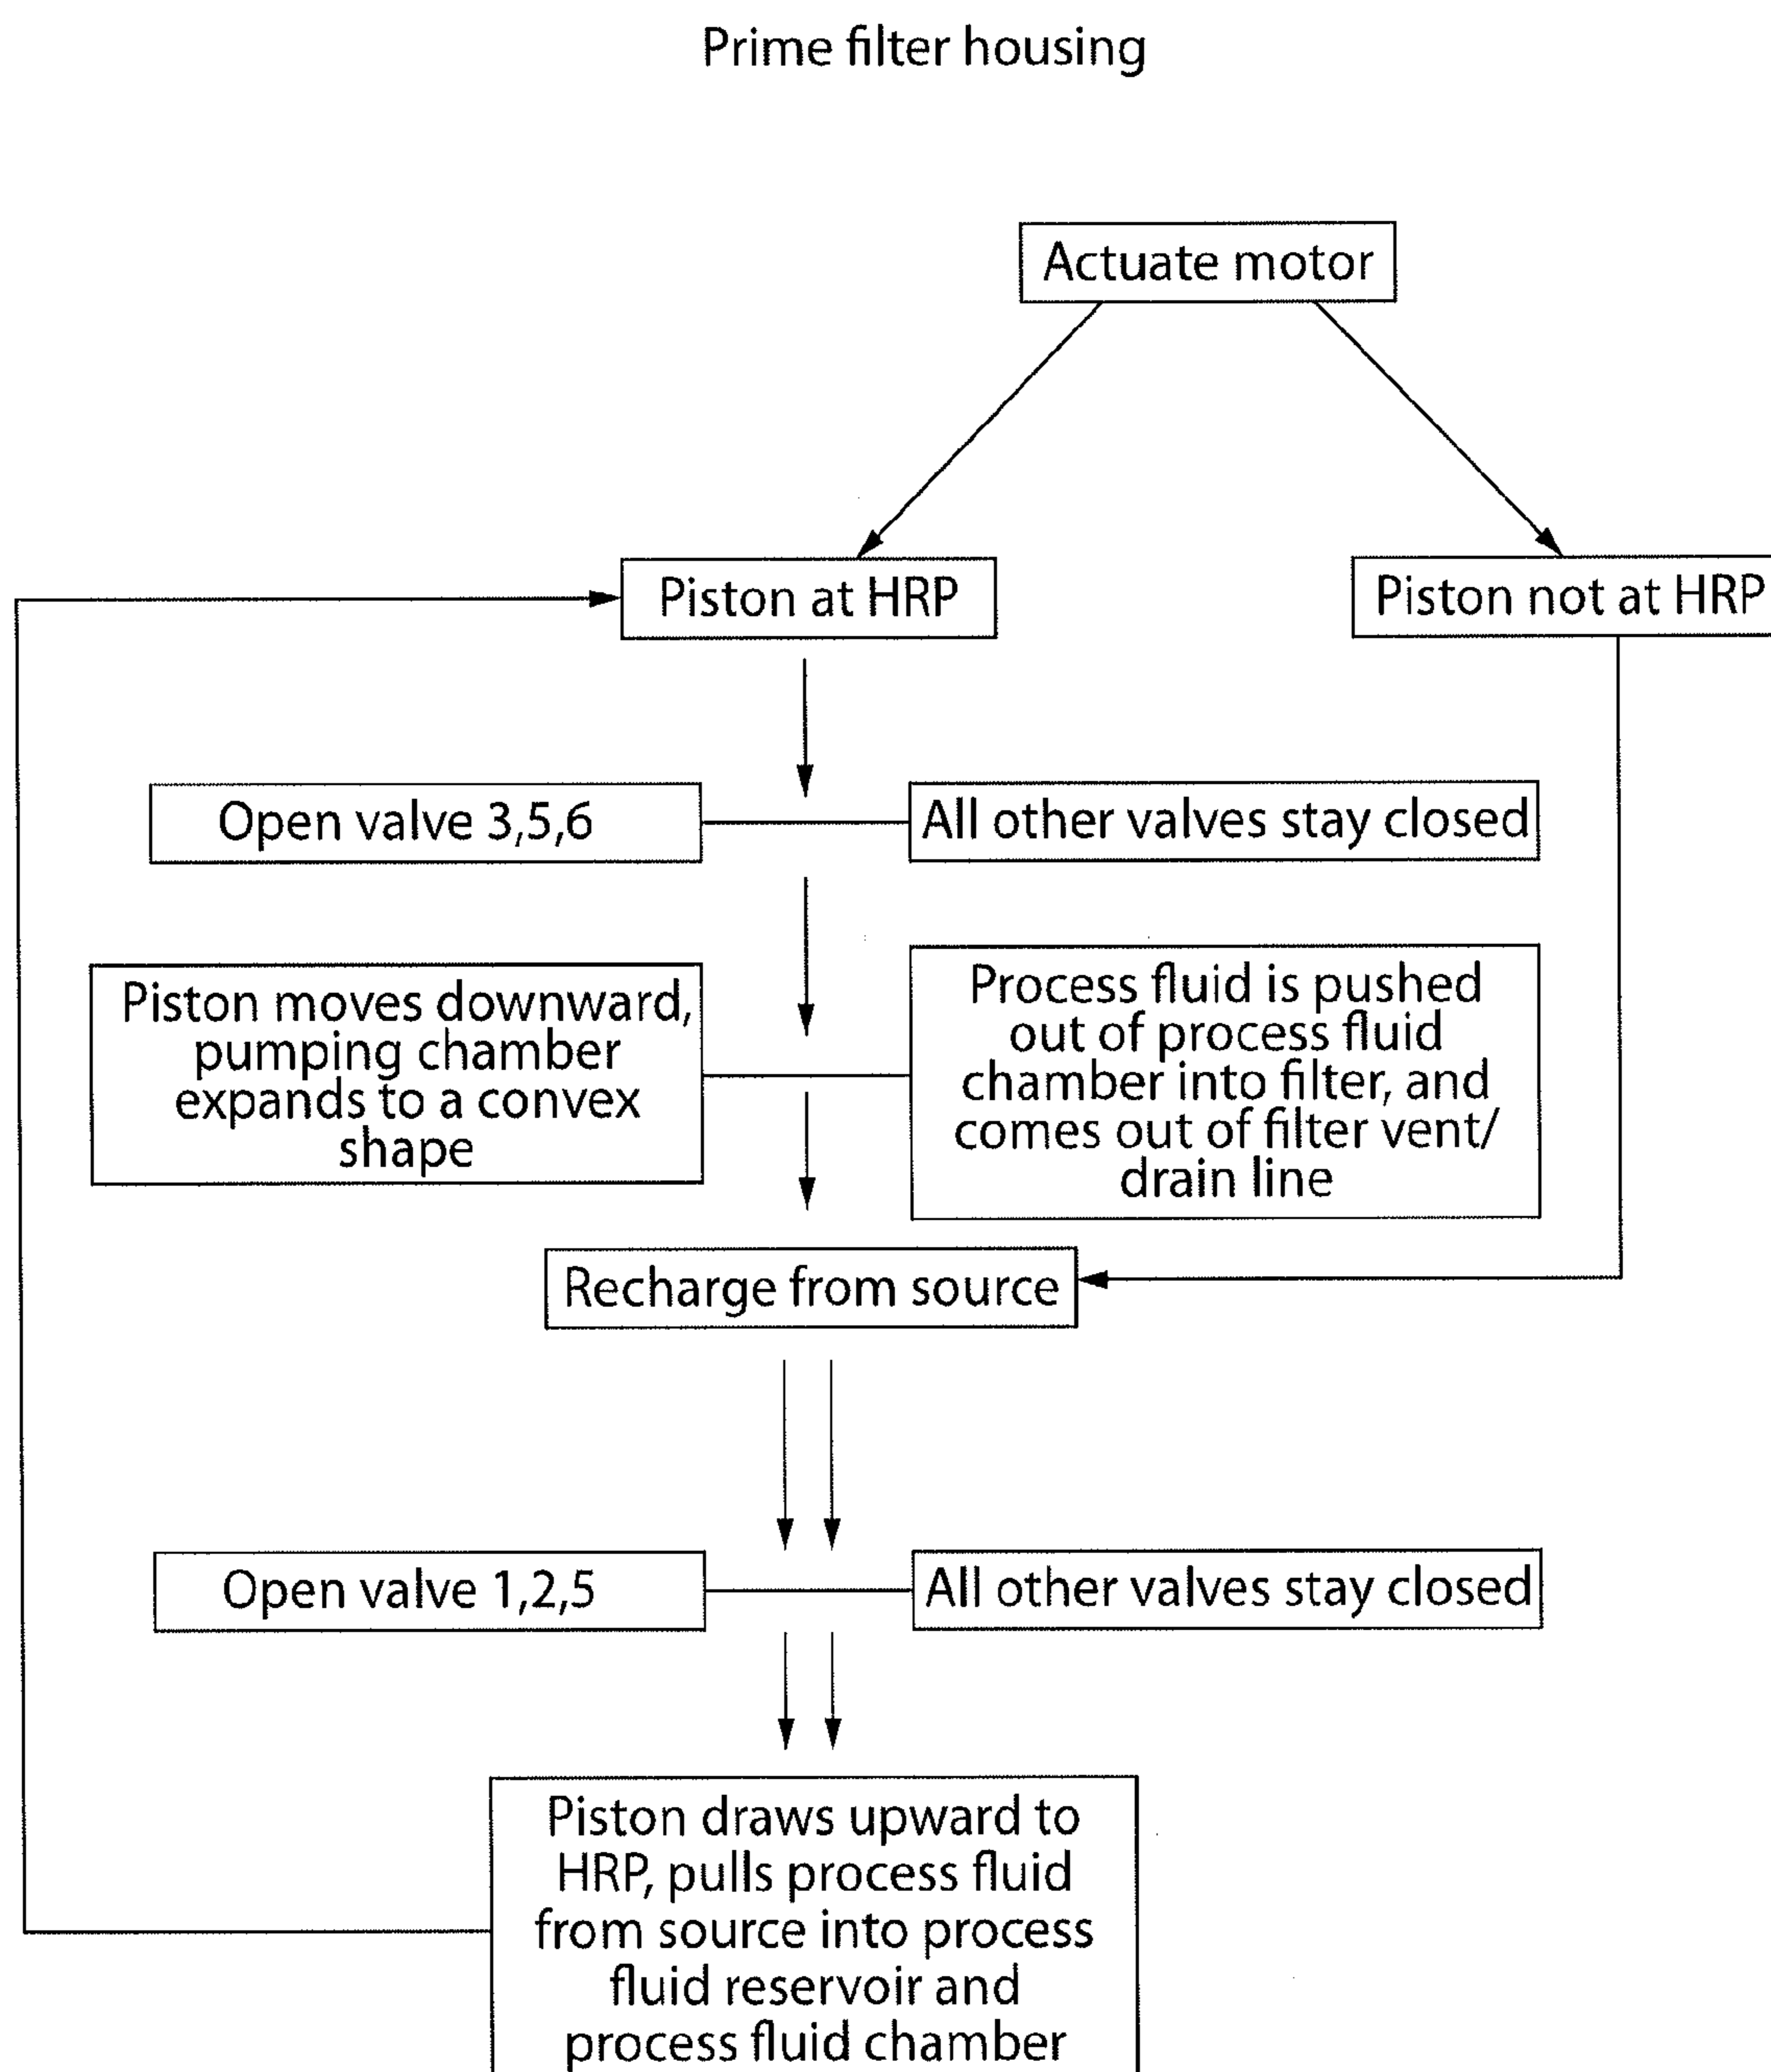 Prime filter housing
Actuate motor
Piston at HRP
Piston not at HRP
Open valve 3,5,6
All other valves stay closed
Piston moves downward,
pumping chamber
expands to a convex
shape
Process fluid is pushed
out of process fluid
chamber into filter, and
comes out of filter vent/
drain line
Recharge from source
Open valve 1,2,5
All other valves stay closed
Piston draws upward to
HRP, pulls process fluid
from source into process
fluid reservoir and
process fluid chamber